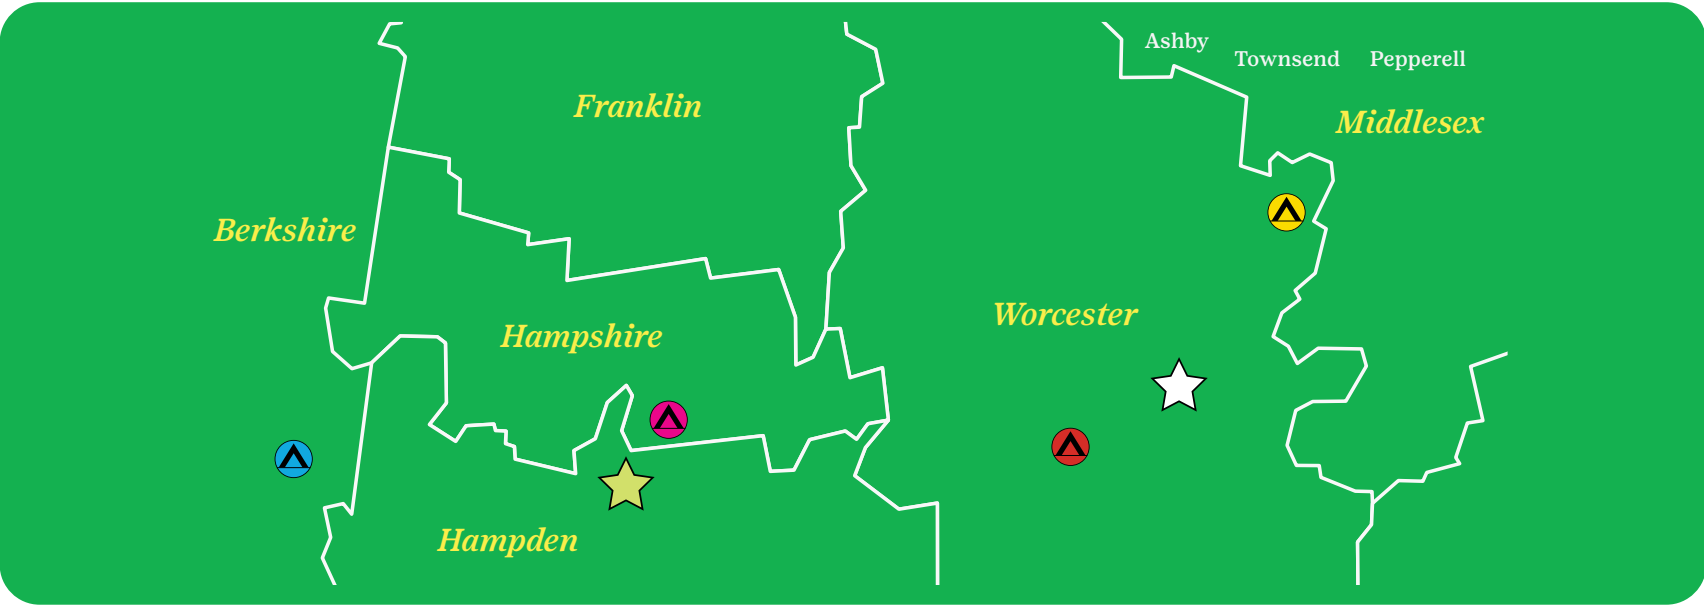 Ashby
Townsend Pepperell
Franklin
Middlesex
Berkshire
Worcester
Hampshire
Hampden